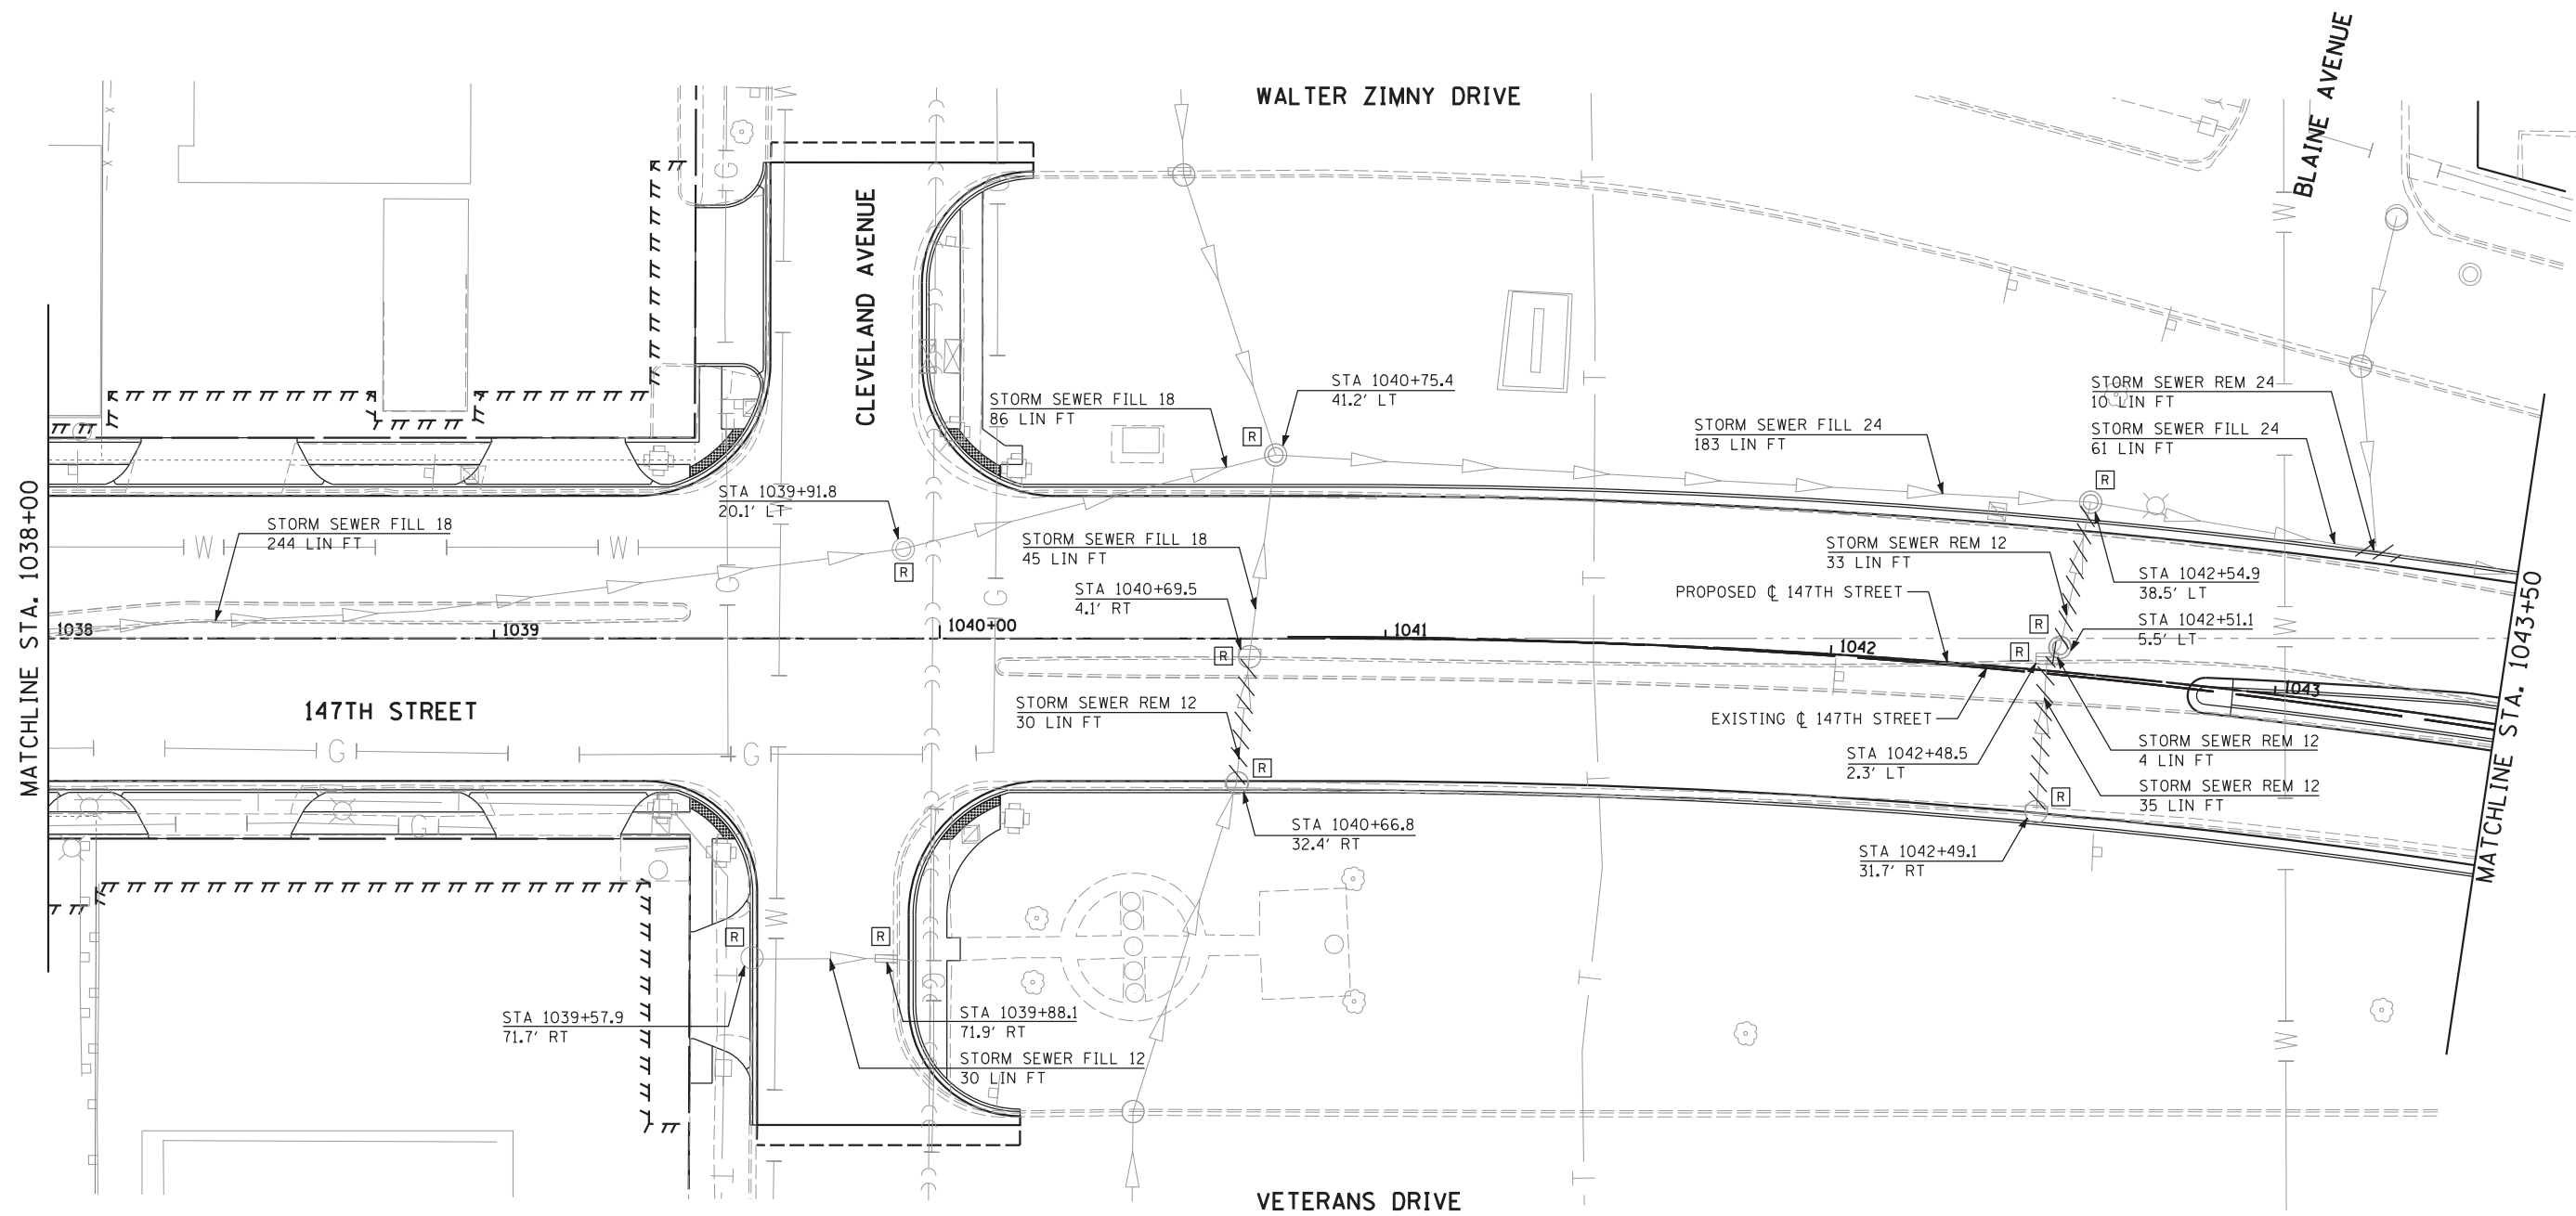 WALTER ZIMNY DRIVE
BLAINE AVENUE
CLEVELAND AVENUE
MATCHLINE STA. 1038+00
MATCHLINE STA. 1043+50
147TH STREET
VETERANS DRIVE
STORM SEWER FILL 18
86 LIN FT
STA 1040+75.4
41.2' LT
R
STORM SEWER FILL 24
183 LIN FT
STORM SEWER REM 24
10 LIN FT
STORM SEWER FILL 24
61 LIN FT
R
STA 1039+91.8
20.1' LT
R
STORM SEWER FILL 18
244 LIN FT
STORM SEWER FILL 18
45 LIN FT
STA 1040+69.5
4.1' RT
R
STORM SEWER REM 12
33 LIN FT
PROPOSED ℄ 147TH STREET
STA 1042+54.9
38.5' LT
STA 1042+51.1
5.5' LT
R
R
1038
1039
1040+00
1041
1042
1043
STORM SEWER REM 12
30 LIN FT
R
EXISTING ℄ 147TH STREET
STA 1042+48.5
2.3' LT
STORM SEWER REM 12
4 LIN FT
STORM SEWER REM 12
35 LIN FT
R
STA 1040+66.8
32.4' RT
STA 1042+49.1
31.7' RT
R
R
STA 1039+57.9
71.7' RT
STA 1039+88.1
71.9' RT
STORM SEWER FILL 12
30 LIN FT
W
W
W
W
W
W
W
W
G
G
G
G
G
G
G
G